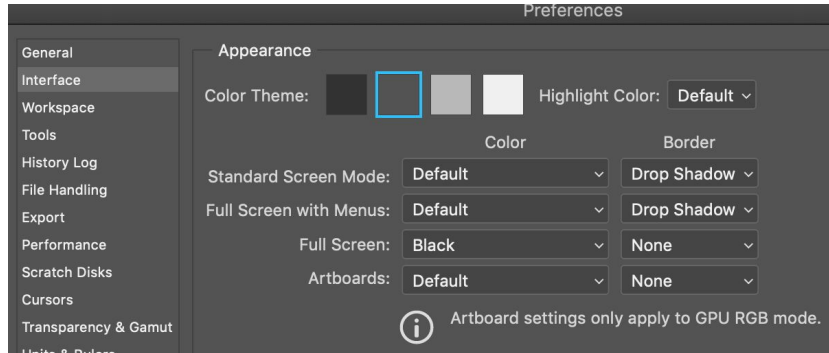 Preferences
General
Interface
Workspace
Tools
History Log
File Handling
Export
Performance
Scratch Disks
Cursors
Transparency & Gamut
Units & Rulers
Appearance
Color Theme:
Highlight Color: Default
Color Border
Standard Screen Mode: Default Drop Shadow
Full Screen with Menus: Default Drop Shadow
Full Screen: Black None
Artboards: Default None
Artboard settings only apply to GPU RGB mode.